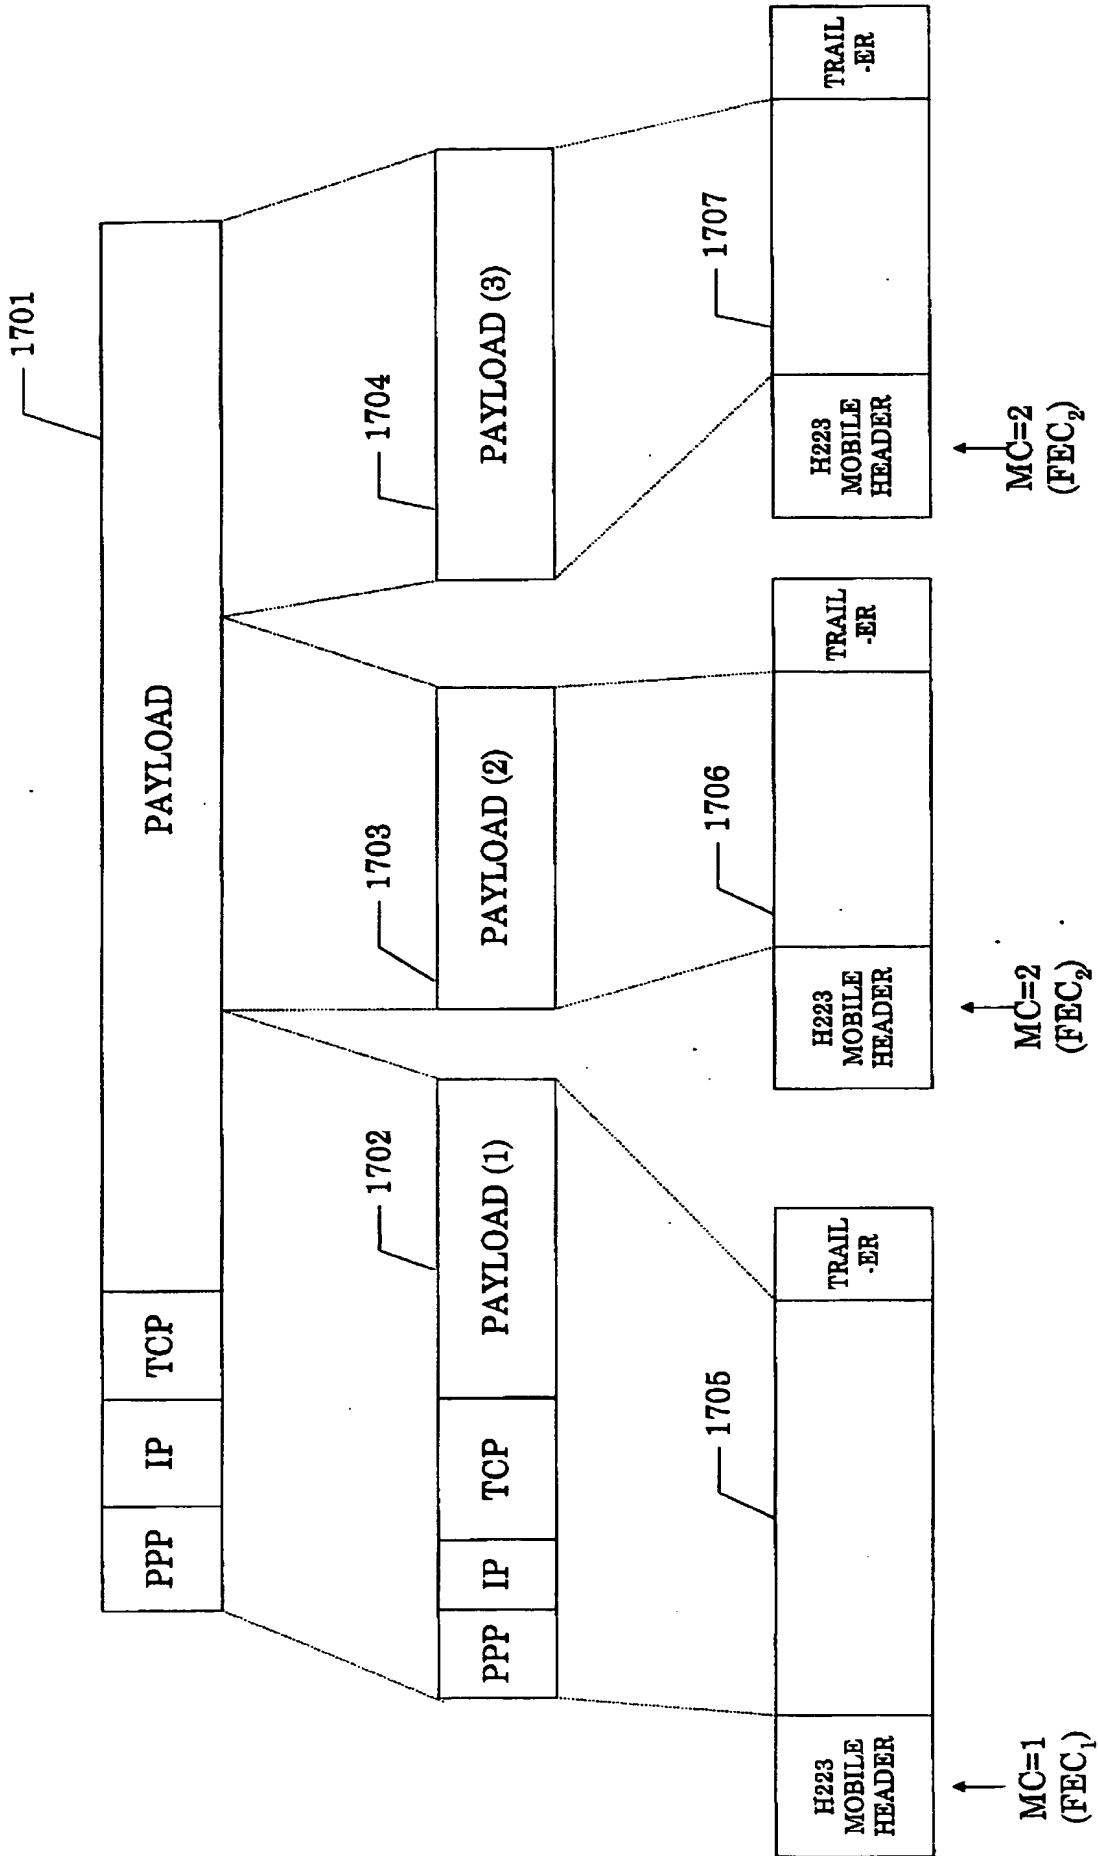 1701
PPP
IP
TCP
PAYLOAD
1702
1703
1704
PPP
IP
TCP
PAYLOAD (1)
PAYLOAD (2)
PAYLOAD (3)
1705
1706
1707
H223
MOBILE
HEADER
TRAIL
-ER
H223
MOBILE
HEADER
TRAIL
-ER
H223
MOBILE
HEADER
TRAIL
-ER
MC=1
(FEC₁)
MC=2
(FEC₂)
MC=2
(FEC₂)